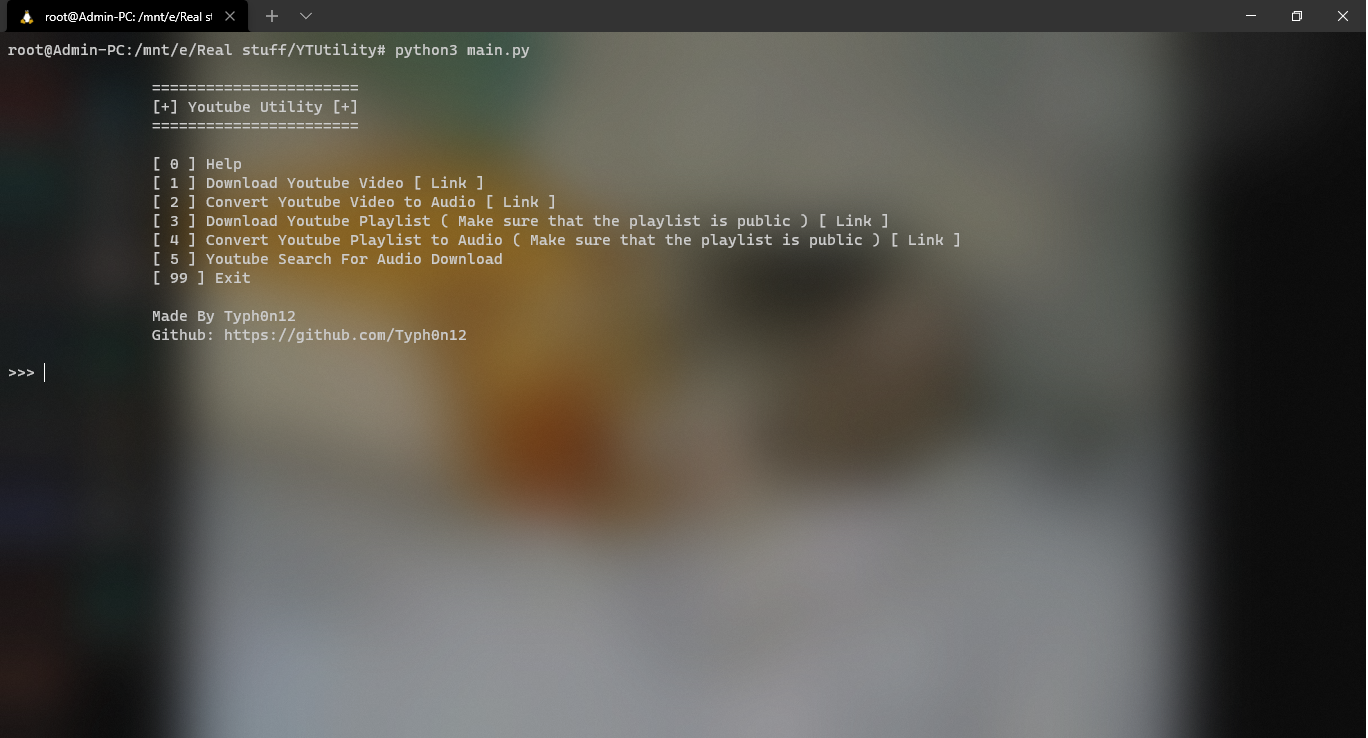 root@Admin-PC: /mnt/e/Real st
root@Admin-PC:/mnt/e/Real stuff/YTUtility# python3 main.py
=======================
[+] Youtube Utility [+]
=======================
[ 0 ] Help
[ 1 ] Download Youtube Video [ Link ]
[ 2 ] Convert Youtube Video to Audio [ Link ]
[ 3 ] Download Youtube Playlist ( Make sure that the playlist is public ) [ Link ]
[ 4 ] Convert Youtube Playlist to Audio ( Make sure that the playlist is public ) [ Link ]
[ 5 ] Youtube Search For Audio Download
[ 99 ] Exit
Made By Typh0n12
Github: https://github.com/Typh0n12
>>>